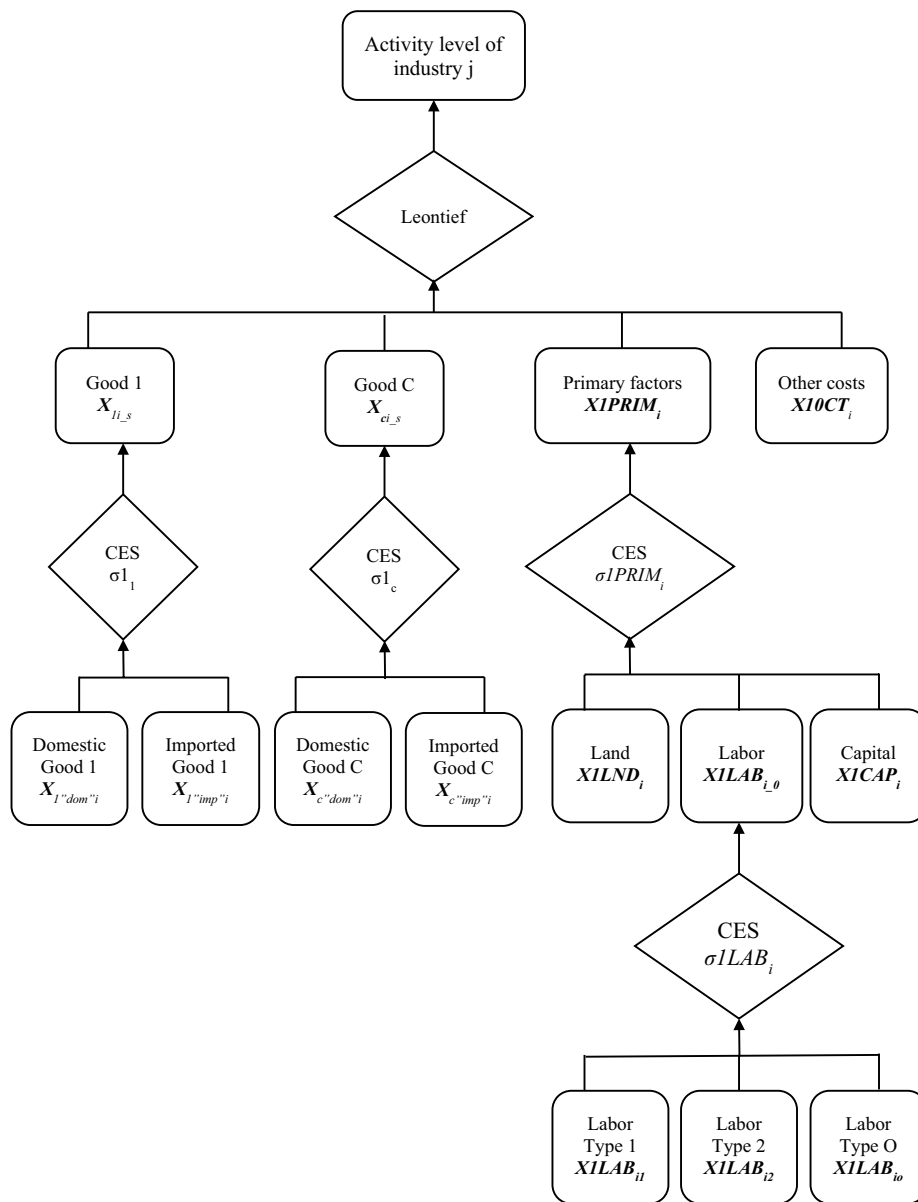 Activity level of
industry j
Leontief
Good 1
X1i_s
Good C
Xci_s
Primary factors
X1PRIMi
Other costs
X10CTi
CES
σ11
CES
σ1c
CES
σ1PRIMi
Domestic
Good 1
X1"dom"i
Imported
Good 1
X1"imp"i
Domestic
Good C
Xc"dom"i
Imported
Good C
Xc"imp"i
Land
X1LNDi
Labor
X1LABi_0
Capital
X1CAPi
CES
σ1LABi
Labor
Type 1
X1LABi1
Labor
Type 2
X1LABi2
Labor
Type O
X1LABio